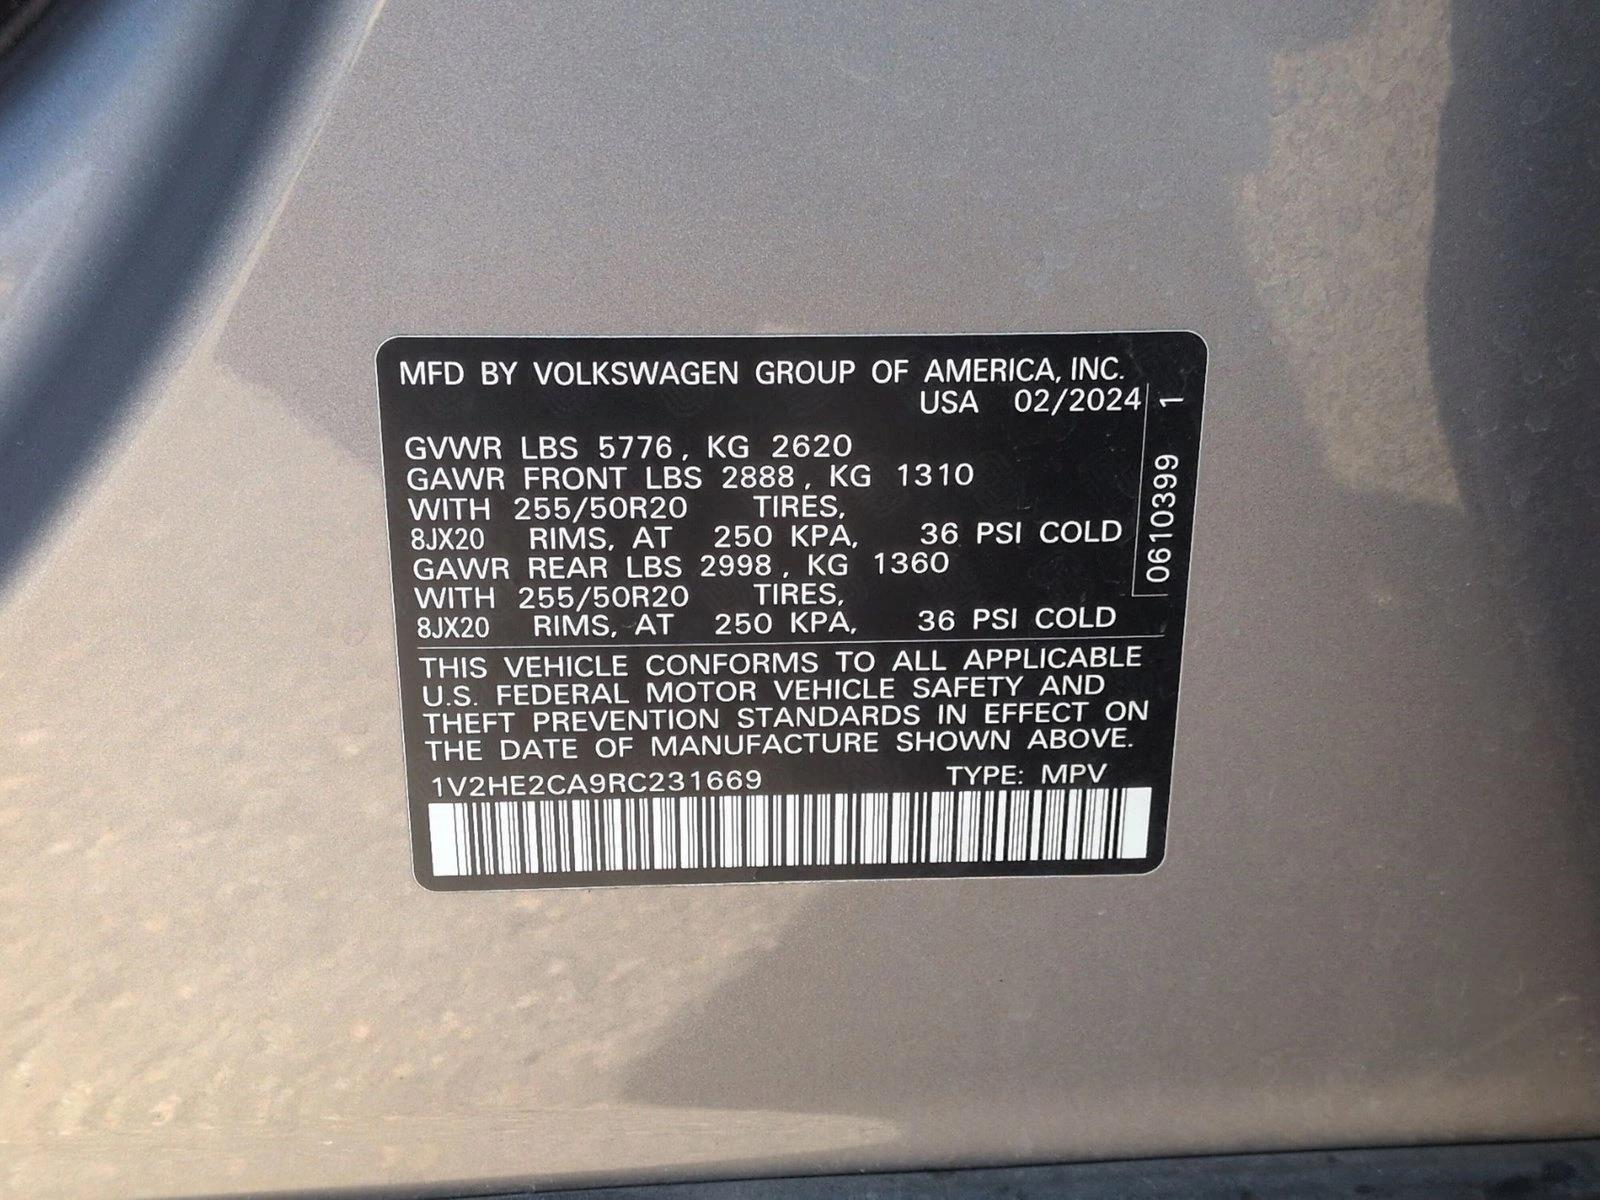 MFD BY VOLKSWAGEN GROUP OF AMERICA, INC.
USA 02/2024
GVWR LBS 5776, KG 2620
GAWR FRONT LBS 2888, KG 1310
WITH 255/50R20 TIRES,
8JX20 RIMS, AT 250 KPA, 36 PSI COLD
GAWR REAR LBS 2998, KG 1360
WITH 255/50R20 TIRES,
8JX20 RIMS, AT 250 KPA, 36 PSI COLD
0610399 1
THIS VEHICLE CONFORMS TO ALL APPLICABLE
U.S. FEDERAL MOTOR VEHICLE SAFETY AND
THEFT PREVENTION STANDARDS IN EFFECT ON
THE DATE OF MANUFACTURE SHOWN ABOVE.
1V2HE2CA9RC231669 TYPE: MPV